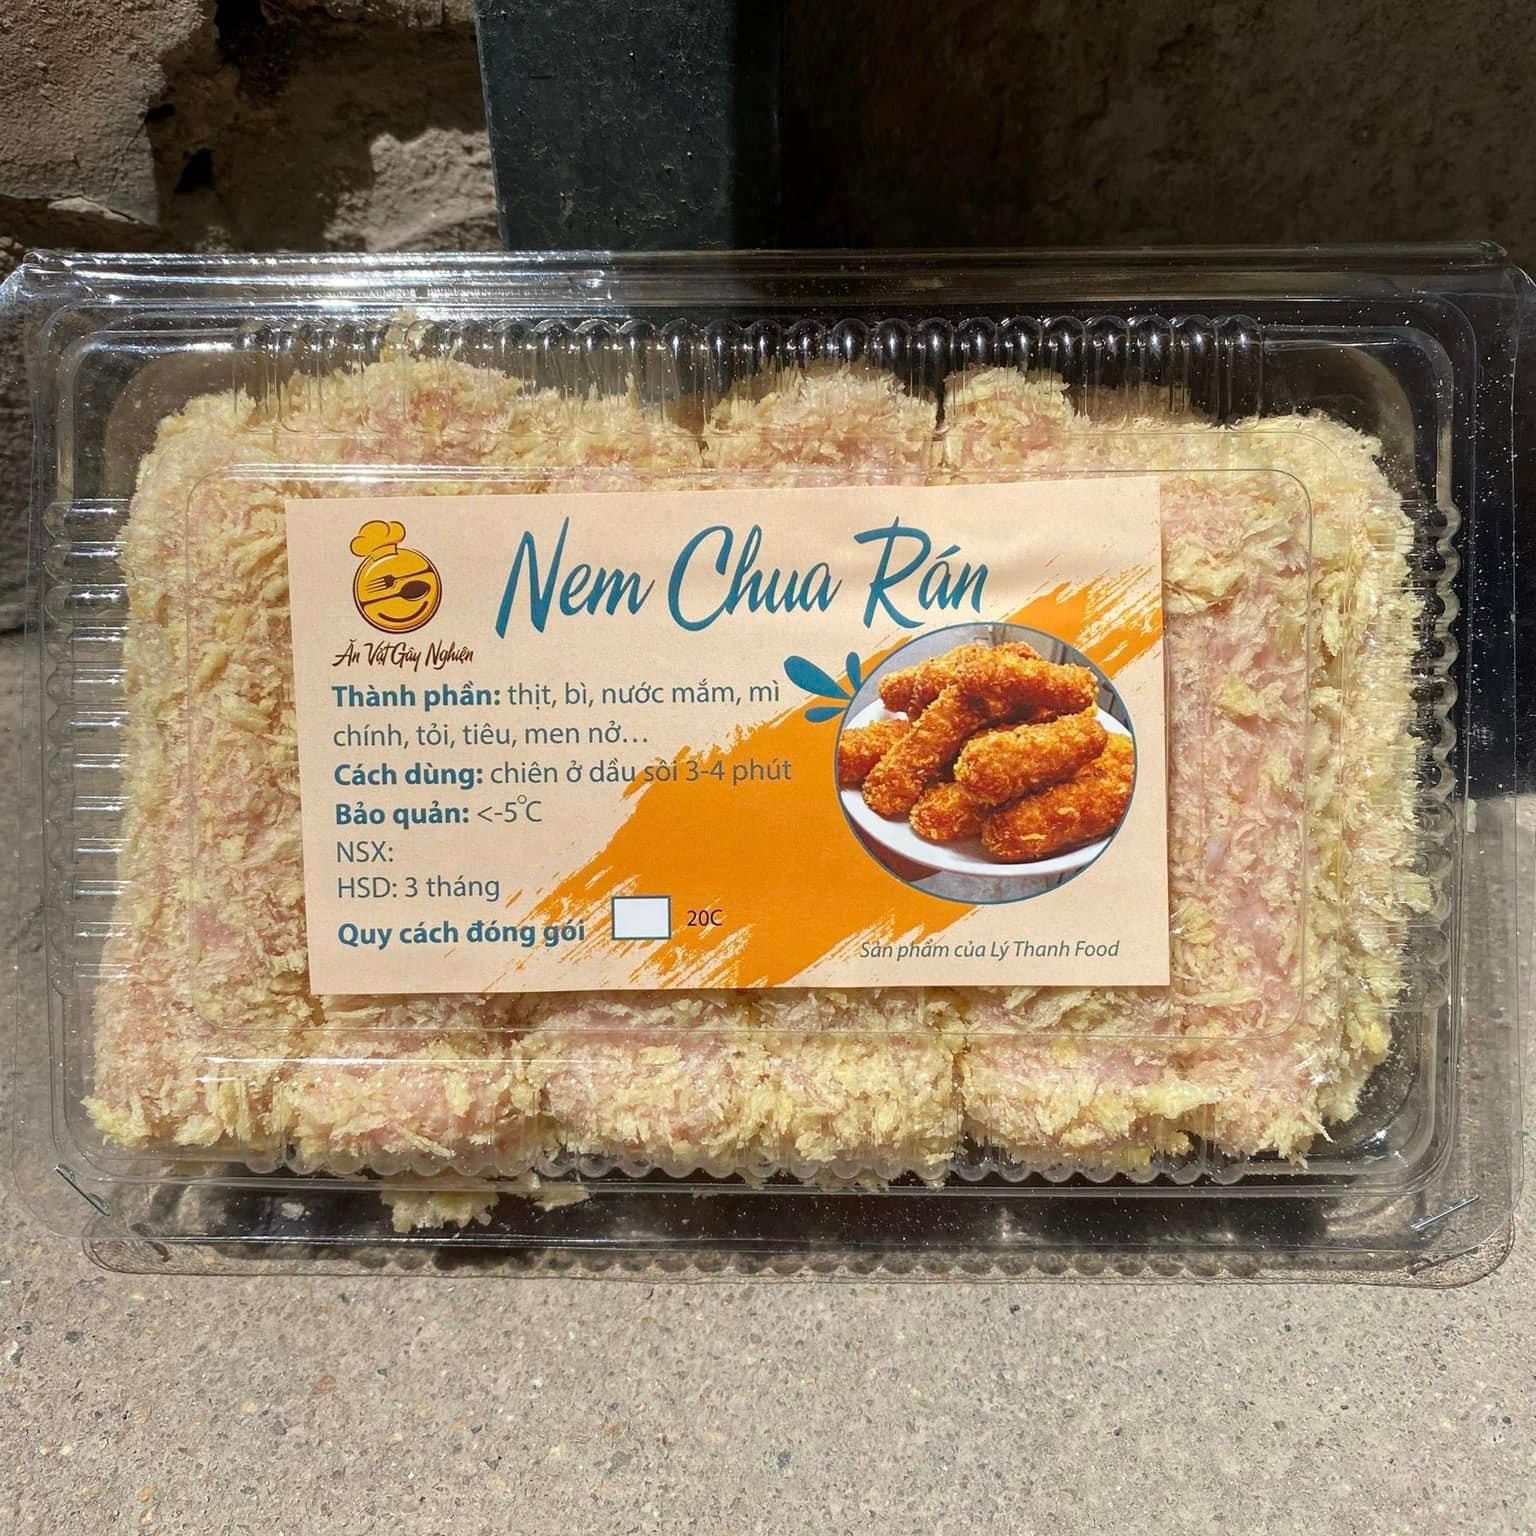 Nem Chua Rán
Ăn Vặt Gây Nghiện
Thành phần: thịt, bì, nước mắm, mì
chính, tỏi, tiêu, men nở...
Cách dùng: chiên ở dầu sôi 3-4 phút
Bảo quản: <-5°C
NSX:
HSD: 3 tháng
Quy cách đóng gói 20C
Sản phẩm của Lý Thanh Food